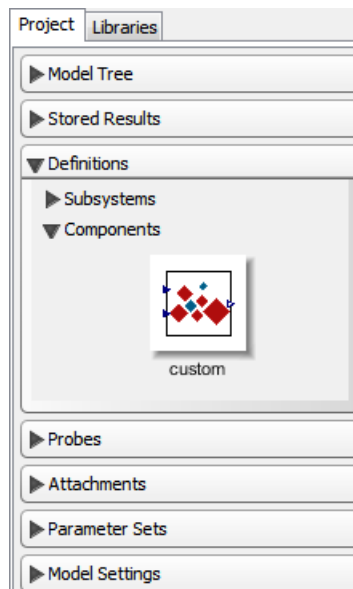 Project Libraries
Model Tree
Stored Results
Definitions
Subsystems
Components
custom
Probes
Attachments
Parameter Sets
Model Settings